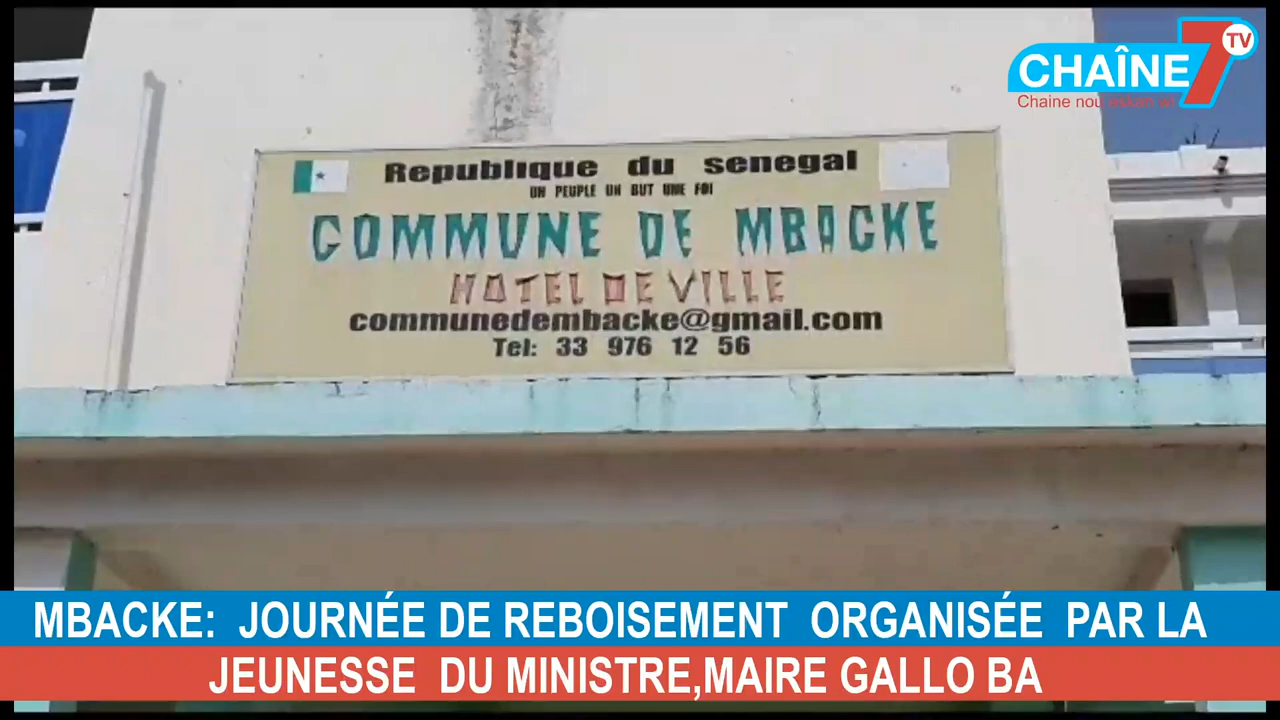 CHAÎNE 7 TV
Chaine nou
Republique du senegal
UN PEUPLE UN BUT UNE FOI
COMMUNE DE MBACKE
HOTEL DE VILLE
communedembacke@gmail.com
Tel: 33 976 12 56
MBACKE: JOURNÉE DE REBOISEMENT ORGANISÉE PAR LA
JEUNESSE DU MINISTRE,MAIRE GALLO BA